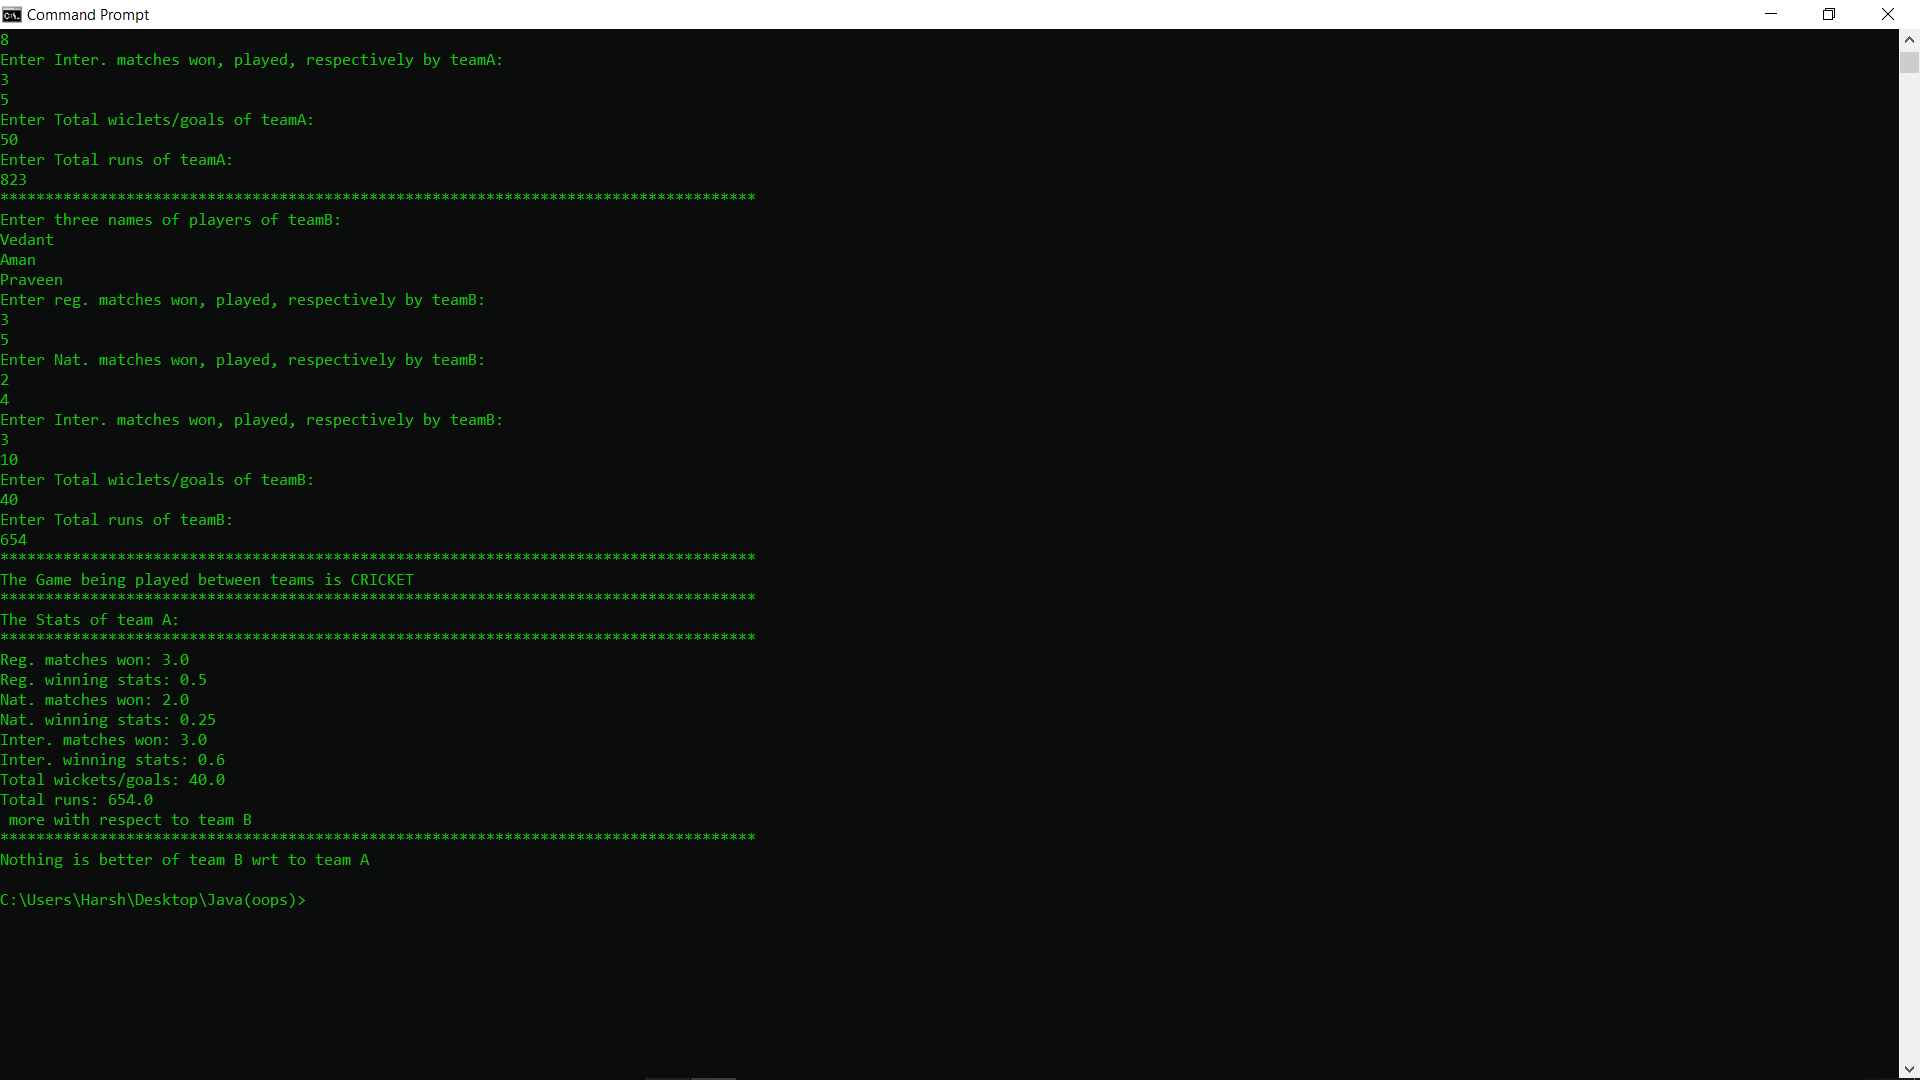 Command Prompt
8
Enter Inter. matches won, played, respectively by teamA:
3
5
Enter Total wiclets/goals of teamA:
50
Enter Total runs of teamA:
823
************************************************************************************
Enter three names of players of teamB:
Vedant
Aman
Praveen
Enter reg. matches won, played, respectively by teamB:
3
5
Enter Nat. matches won, played, respectively by teamB:
2
4
Enter Inter. matches won, played, respectively by teamB:
3
10
Enter Total wiclets/goals of teamB:
40
Enter Total runs of teamB:
654
************************************************************************************
The Game being played between teams is CRICKET
************************************************************************************
The Stats of team A:
************************************************************************************
Reg. matches won: 3.0
Reg. winning stats: 0.5
Nat. matches won: 2.0
Nat. winning stats: 0.25
Inter. matches won: 3.0
Inter. winning stats: 0.6
Total wickets/goals: 40.0
Total runs: 654.0
 more with respect to team B
************************************************************************************
Nothing is better of team B wrt to team A
C:\Users\Harsh\Desktop\Java(oops)>